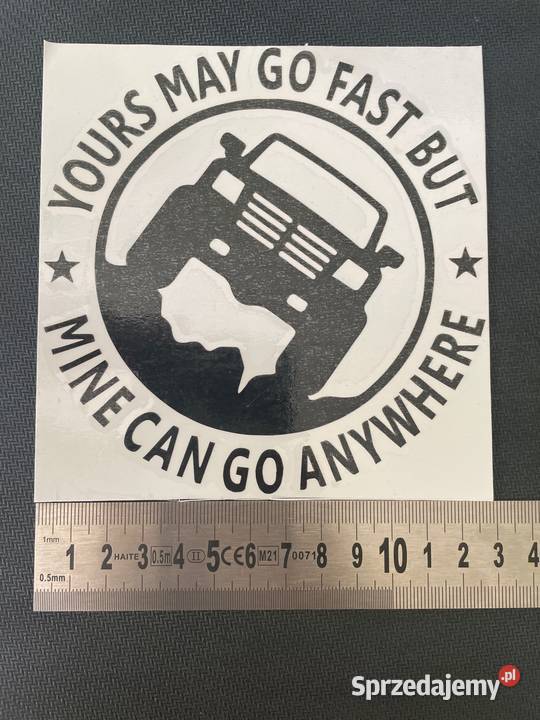 YOURS MAY GO FAST BUT
MINE CAN GO ANYWHERE
1mm
1 2 HAITE 3 0.5m 4 II 5 CE 6 M21 7 0071 8 9 10 1 2 3 4
0.5mm
Sprzedajemy.pl